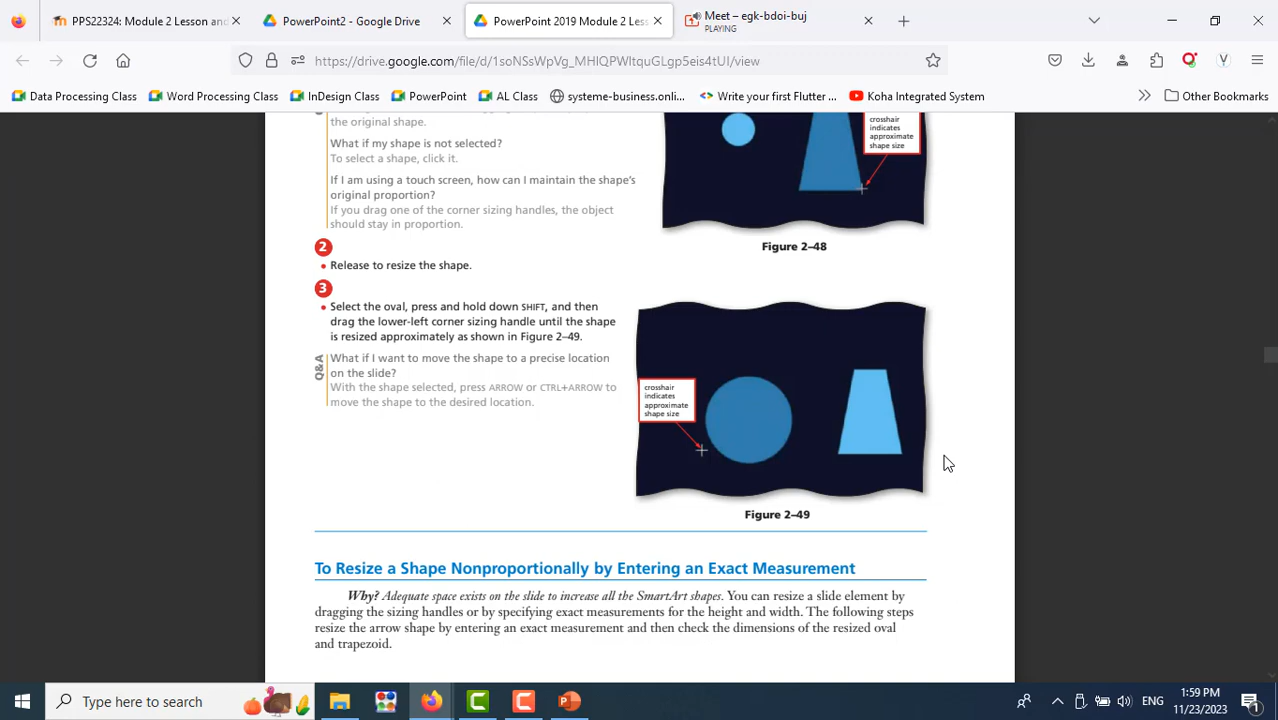 PPS22324: Module 2 Lesson and
PowerPoint2 - Google Drive
PowerPoint 2019 Module 2 Less
Meet – egk-bdoi-buj
PLAYING
https://drive.google.com/file/d/1soNSsWpVg_MHlQPWltquGLgp5eis4tUI/view
Data Processing Class
Word Processing Class
InDesign Class
PowerPoint
AL Class
systeme-business.onli...
Write your first Flutter ...
Koha Integrated System
Other Bookmarks
the original shape.
What if my shape is not selected?
To select a shape, click it.
If I am using a touch screen, how can I maintain the shape's
original proportion?
If you drag one of the corner sizing handles, the object
should stay in proportion.
crosshair
indicates
approximate
shape size
Figure 2–48
2
• Release to resize the shape.
3
• Select the oval, press and hold down SHIFT, and then
drag the lower-left corner sizing handle until the shape
is resized approximately as shown in Figure 2–49.
Q&A
What if I want to move the shape to a precise location
on the slide?
With the shape selected, press ARROW or CTRL+ARROW to
move the shape to the desired location.
crosshair
indicates
approximate
shape size
Figure 2–49
To Resize a Shape Nonproportionally by Entering an Exact Measurement
Why? Adequate space exists on the slide to increase all the SmartArt shapes. You can resize a slide element by
dragging the sizing handles or by specifying exact measurements for the height and width. The following steps
resize the arrow shape by entering an exact measurement and then check the dimensions of the resized oval
and trapezoid.
Type here to search
ENG
1:59 PM
11/23/2023
1